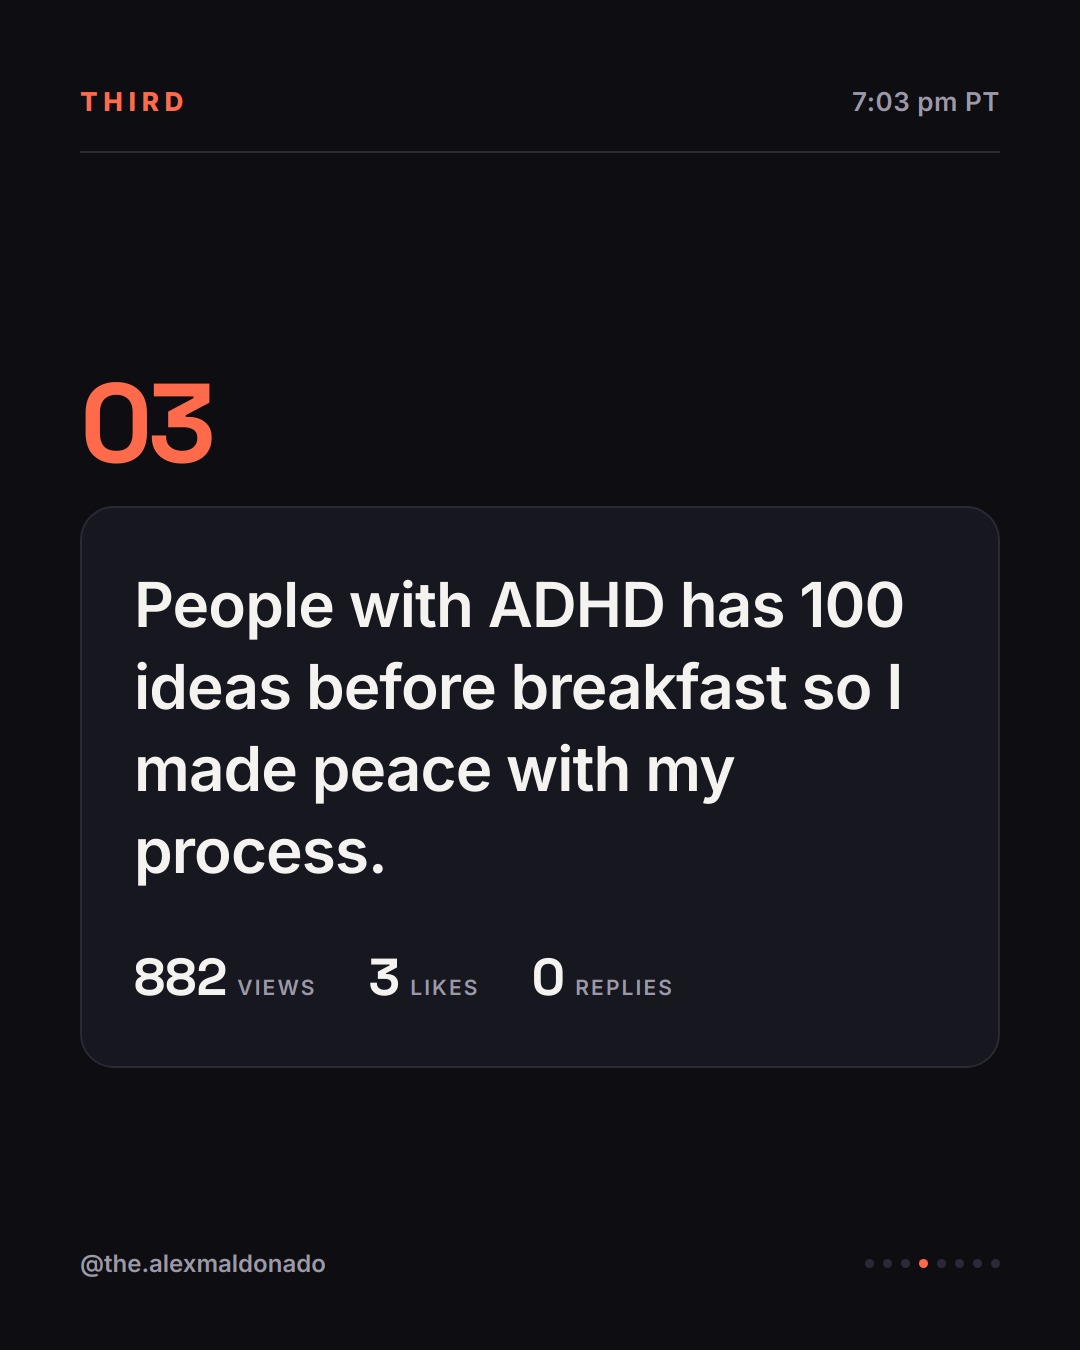 THIRD
7:03 pm PT
03
People with ADHD has 100
ideas before breakfast so I
made peace with my
process.
882 VIEWS 3 LIKES 0 REPLIES
@the.alexmaldonado